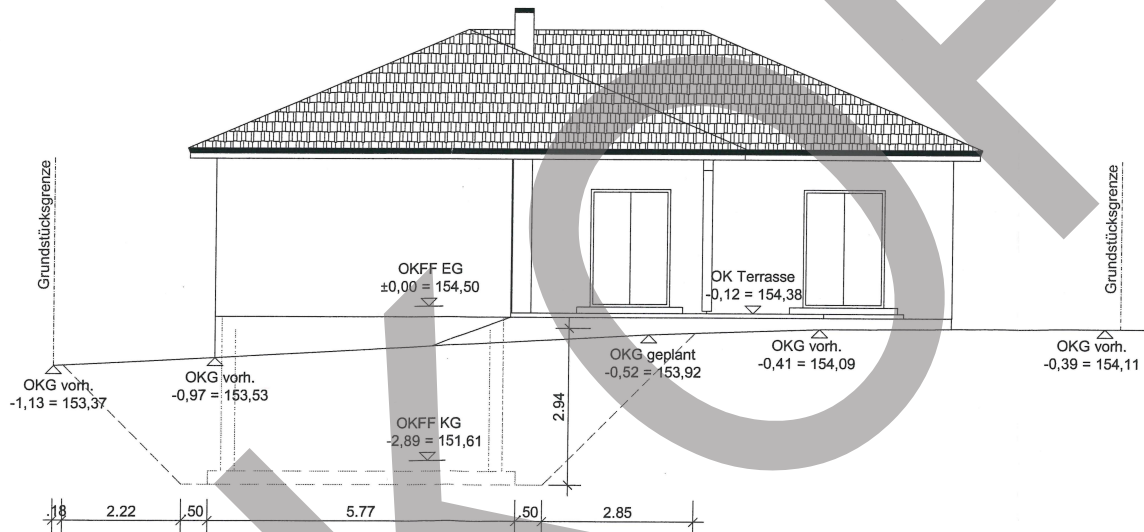 Grundstücksgrenze
Grundstücksgrenze
OKFF EG
±0,00 = 154,50
OK Terrasse
-0,12 = 154,38
OKG vorh.
-1,13 = 153,37
OKG vorh.
-0,97 = 153,53
OKG geplant
-0,52 = 153,92
OKG vorh.
-0,41 = 154,09
OKG vorh.
-0,39 = 154,11
2.94
OKFF KG
-2,89 = 151,61
.18 2.22 .50 5.77 .50 2.85